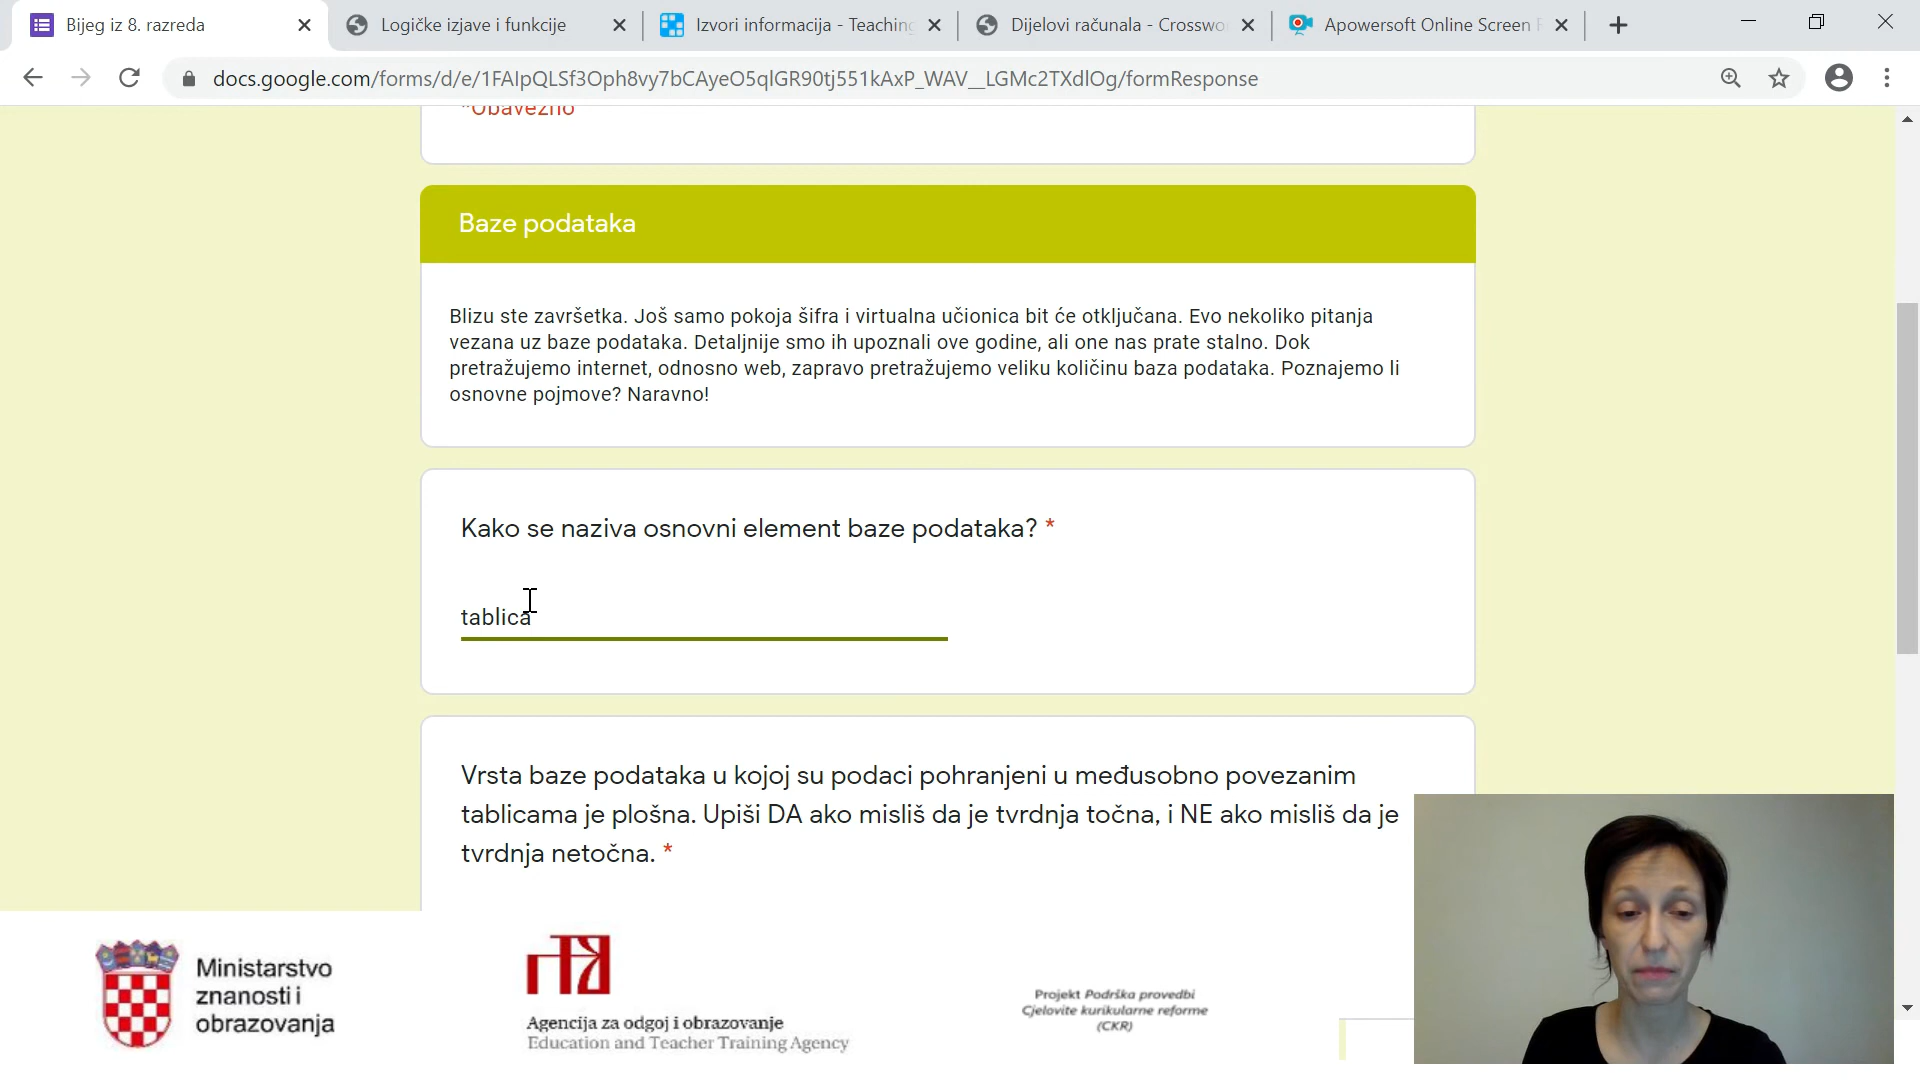 Bijeg iz 8. razreda
Logičke izjave i funkcije
Izvori informacija - Teaching
Dijelovi računala - Crosswo
Apowersoft Online Screen R
docs.google.com/forms/d/e/1FAIpQLSf3Oph8vy7bCAyeO5qlGR90tj551kAxP_WAV__LGMc2TXdlOg/formResponse
*Obavezno
Baze podataka
Blizu ste završetka. Još samo pokoja šifra i virtualna učionica bit će otključana. Evo nekoliko pitanja
vezana uz baze podataka. Detaljnije smo ih upoznali ove godine, ali one nas prate stalno. Dok
pretražujemo internet, odnosno web, zapravo pretražujemo veliku količinu baza podataka. Poznajemo li
osnovne pojmove? Naravno!
Kako se naziva osnovni element baze podataka? *
tablica
Vrsta baze podataka u kojoj su podaci pohranjeni u međusobno povezanim
tablicama je plošna. Upiši DA ako misliš da je tvrdnja točna, i NE ako misliš da je
tvrdnja netočna. *
Ministarstvo
znanosti i
obrazovanja
Agencija za odgoj i obrazovanje
Education and Teacher Training Agency
Projekt Podrška provedbi
Cjelovite kurikularne reforme
(CKR)